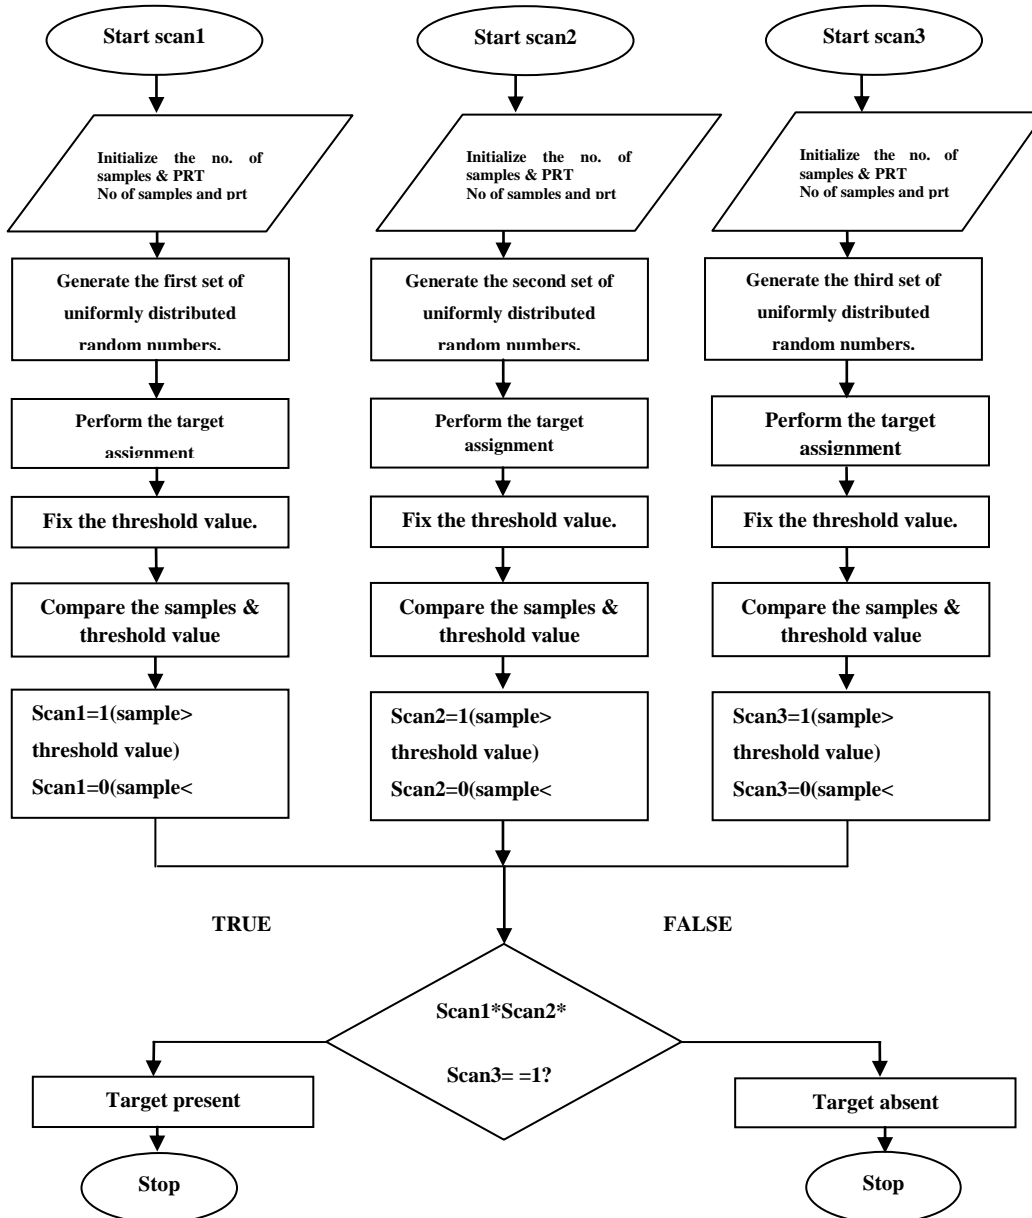 Start scan1
Initialize the no. of
samples & PRT
No of samples and prt
Generate the first set of
uniformly distributed
random numbers.
Perform the target
assignment
Fix the threshold value.
Compare the samples &
threshold value
Scan1=1(sample>
threshold value)
Scan1=0(sample<
Start scan2
Initialize the no. of
samples & PRT
No of samples and prt
Generate the second set of
uniformly distributed
random numbers.
Perform the target
assignment
Fix the threshold value.
Compare the samples &
threshold value
Scan2=1(sample>
threshold value)
Scan2=0(sample<
Start scan3
Initialize the no. of
samples & PRT
No of samples and prt
Generate the third set of
uniformly distributed
random numbers.
Perform the target
assignment
Fix the threshold value.
Compare the samples &
threshold value
Scan3=1(sample>
threshold value)
Scan3=0(sample<
TRUE
FALSE
Scan1*Scan2*
Scan3= =1?
Target present
Stop
Target absent
Stop